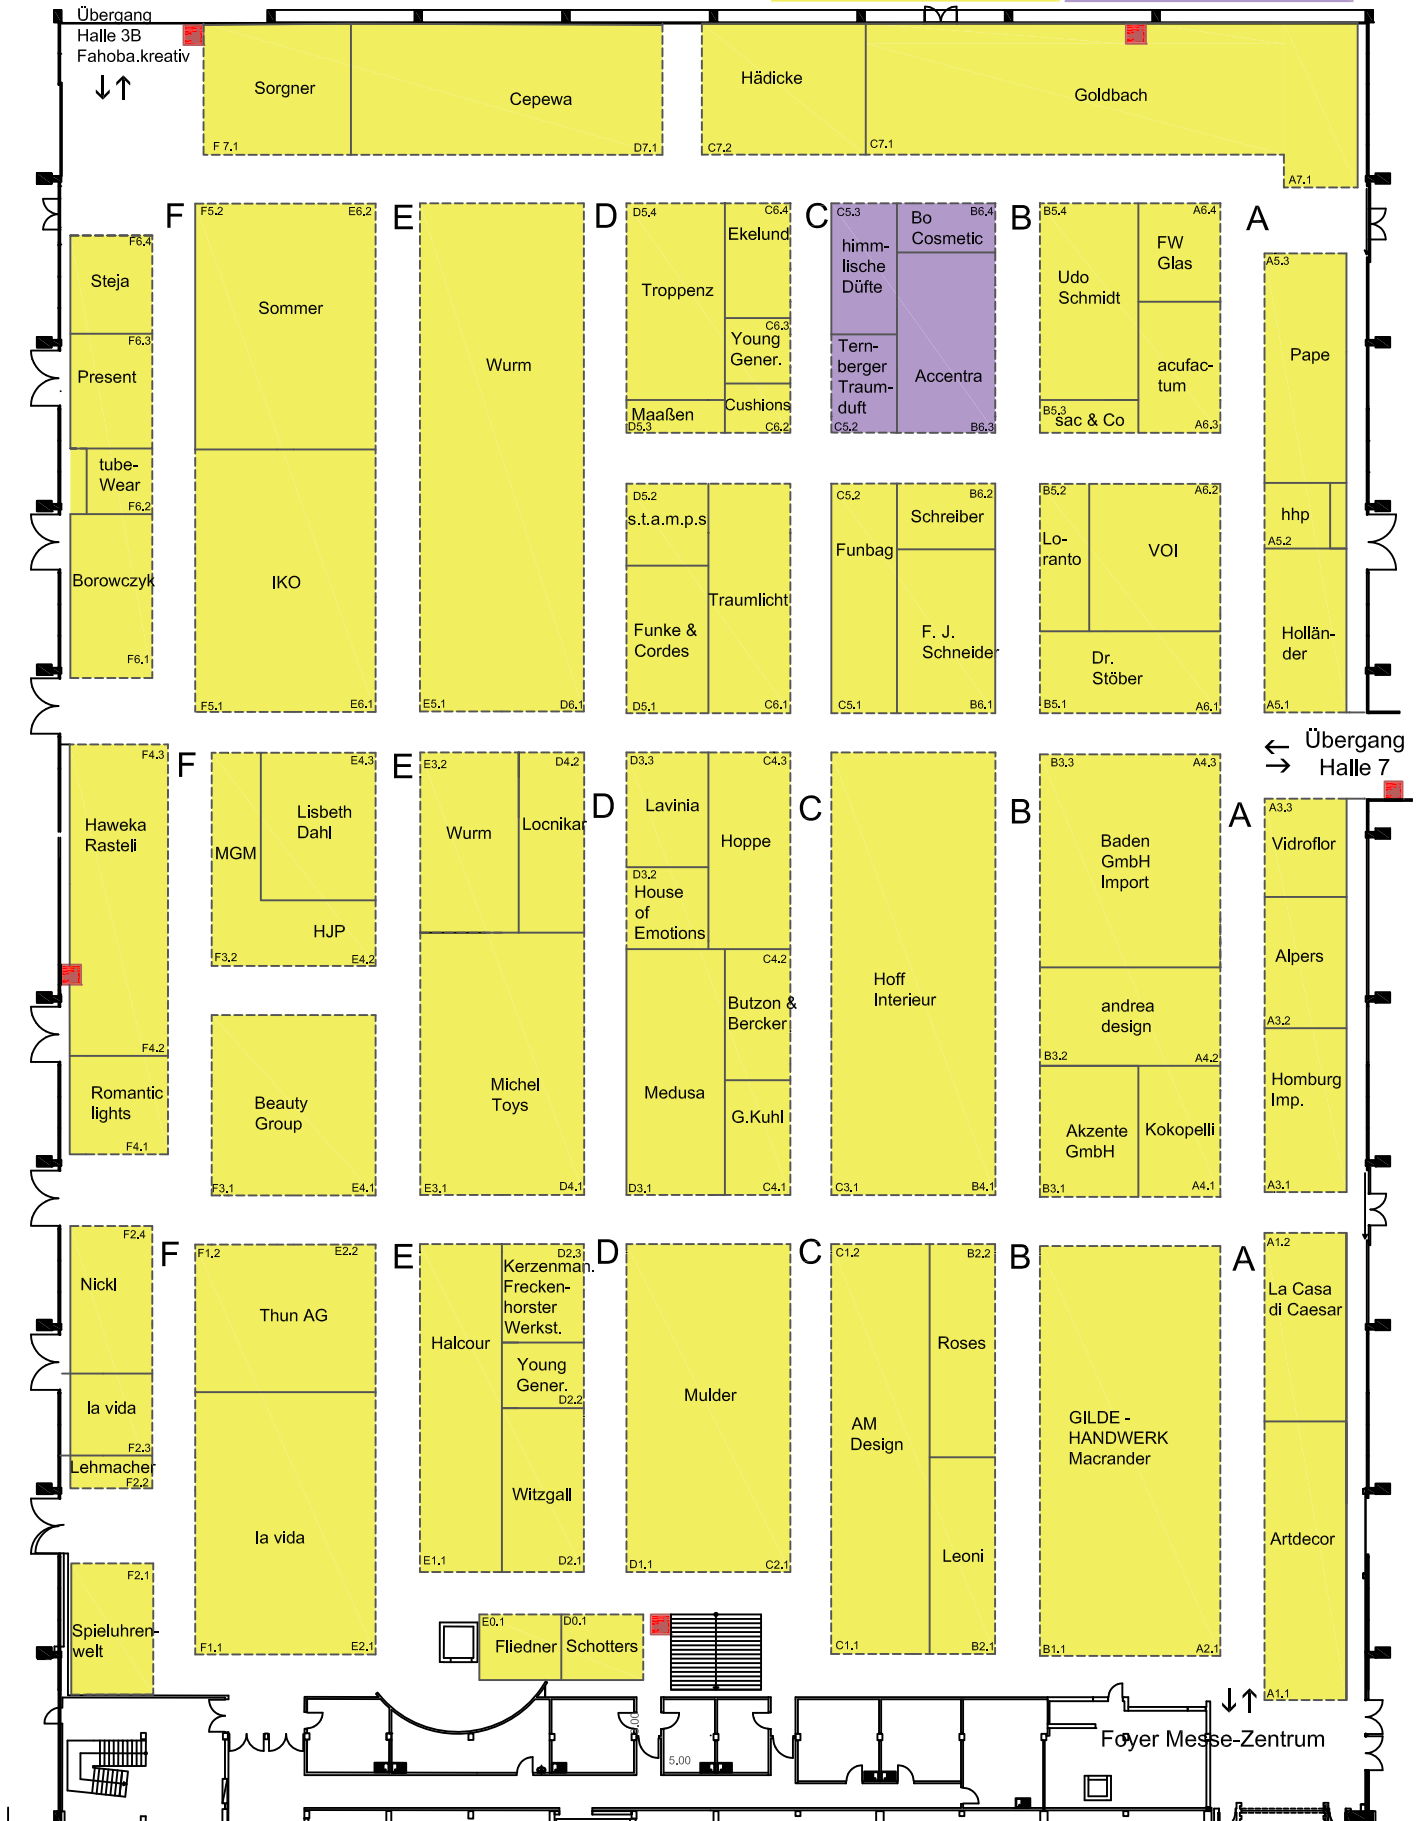 Übergang
Halle 3B
Fahoba.kreativ
Sorgner
F 7.1
Cepewa
D7.1
Hädicke
C7.2
Goldbach
C7.1
A7.1
F
E
D
C
B
A
F6.4
Steja
F6.3
Present
tube-
Wear
F6.2
Borowczyk
F6.1
F5.2
E6.2
Sommer
IKO
F5.1
E6.1
Wurm
E5.1
D6.1
D5.4
Troppenz
Maaßen
D5.3
C6.4
Ekelund
C6.3
Young
Gener.
Cushions
C6.2
C5.3
himm-
lische
Düfte
Tern-
berger
Traum-
duft
C5.2
Bo
B6.4
Cosmetic
Accentra
B6.3
B5.4
Udo
Schmidt
B5.3
sac & Co
A6.4
FW
Glas
acufac-
tum
A6.3
A5.3
Pape
hhp
A5.2
Hollän-
der
A5.1
D5.2
s.t.a.m.p.s
Funke &
Cordes
D5.1
Traumlicht
C6.1
C5.2
Funbag
C5.1
B6.2
Schreiber
F. J.
Schneider
B6.1
B5.2
Lo-
ranto
A6.2
VOI
Dr.
Stöber
B5.1
A6.1
Übergang
Halle 7
F
E
D
C
B
A
F4.3
Haweka
Rasteli
F4.2
Romantic
lights
F4.1
MGM
E4.3
Lisbeth
Dahl
HJP
F3.2
E4.2
Beauty
Group
F3.1
E4.1
E3.2
Wurm
D4.2
Locnikar
Michel
Toys
E3.1
D4.1
D3.3
Lavinia
D3.2
House
of
Emotions
C4.3
Hoppe
Medusa
D3.1
C4.2
Butzon &
Bercker
G.Kuhl
C4.1
Hoff
Interieur
C3.1
B4.1
B3.3
A4.3
Baden
GmbH
Import
andrea
design
B3.2
A4.2
Akzente
GmbH
B3.1
Kokopelli
A4.1
A3.3
Vidroflor
Alpers
A3.2
Homburg
Imp.
A3.1
F
E
D
C
B
A
F2.4
Nickl
la vida
F2.3
Lehmacher
F2.2
F2.1
Spieluhren-
welt
F1.2
E2.2
Thun AG
la vida
F1.1
E2.1
Halcour
E1.1
D2.3
Kerzenman.
Frecken-
horster
Werkst.
Young
Gener.
D2.2
Witzgall
D2.1
Mulder
D1.1
C2.1
C1.2
AM
Design
C1.1
B2.2
Roses
Leoni
B2.1
GILDE -
HANDWERK
Macrander
B1.1
A2.1
A1.2
La Casa
di Caesar
Artdecor
A1.1
E0.1
Fliedner
D0.1
Schotters
5.00
Foyer Messe-Zentrum